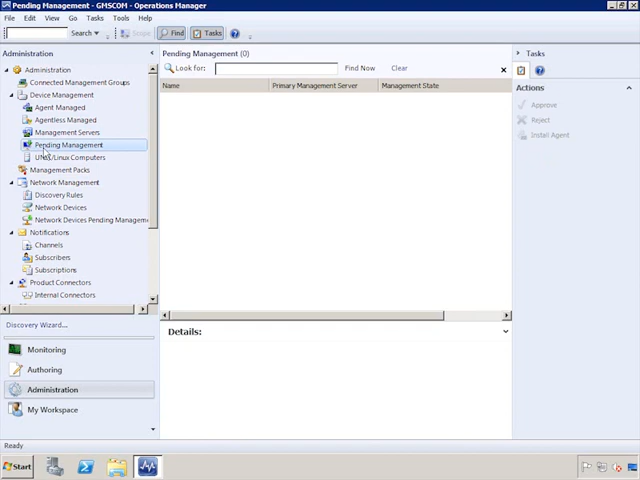 Pending Management - GMSCOM - Operations Manager
File Edit View Go Tasks Tools Help
Search Scope Find Tasks
Administration
Administration
Connected Management Groups
Device Management
Agent Managed
Agentless Managed
Management Servers
Pending Management
UNIX/Linux Computers
Management Packs
Network Management
Discovery Rules
Network Devices
Network Devices Pending Managem
Notifications
Channels
Subscribers
Subscriptions
Product Connectors
Internal Connectors
Discovery Wizard...
Monitoring
Authoring
Administration
My Workspace
Pending Management (0)
Look for: Find Now Clear
Name Primary Management Server Management State
Details:
Tasks
Actions
Approve
Reject
Install Agent
Ready
Start